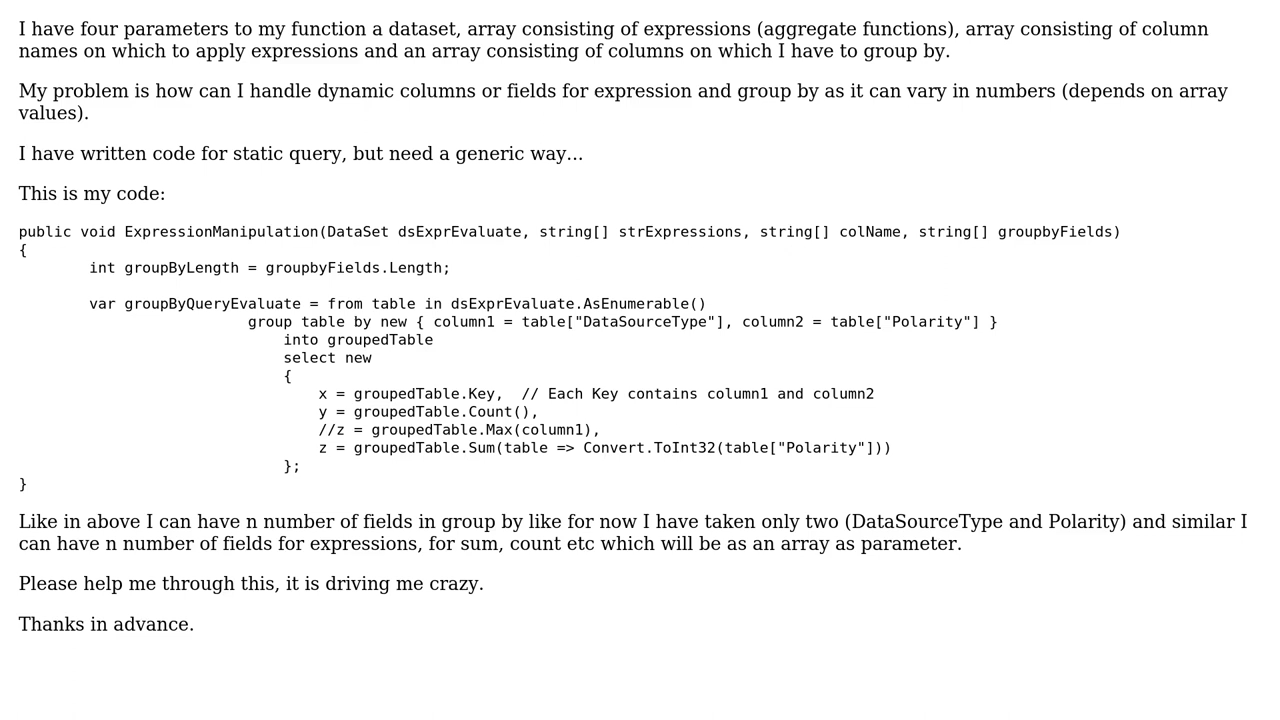 I have four parameters to my function a dataset, array consisting of expressions (aggregate functions), array consisting of column
names on which to apply expressions and an array consisting of columns on which I have to group by.
My problem is how can I handle dynamic columns or fields for expression and group by as it can vary in numbers (depends on array
values).
I have written code for static query, but need a generic way...
This is my code:
public void ExpressionManipulation(DataSet dsExprEvaluate, string[] strExpressions, string[] colName, string[] groupbyFields)
{
        int groupByLength = groupbyFields.Length;
        var groupByQueryEvaluate = from table in dsExprEvaluate.AsEnumerable()
                          group table by new { column1 = table["DataSourceType"], column2 = table["Polarity"] }
                              into groupedTable
                              select new
                              {
                                  x = groupedTable.Key,  // Each Key contains column1 and column2
                                  y = groupedTable.Count(),
                                  //z = groupedTable.Max(column1),
                                  z = groupedTable.Sum(table => Convert.ToInt32(table["Polarity"]))
                              };
}
Like in above I can have n number of fields in group by like for now I have taken only two (DataSourceType and Polarity) and similar I
can have n number of fields for expressions, for sum, count etc which will be as an array as parameter.
Please help me through this, it is driving me crazy.
Thanks in advance.